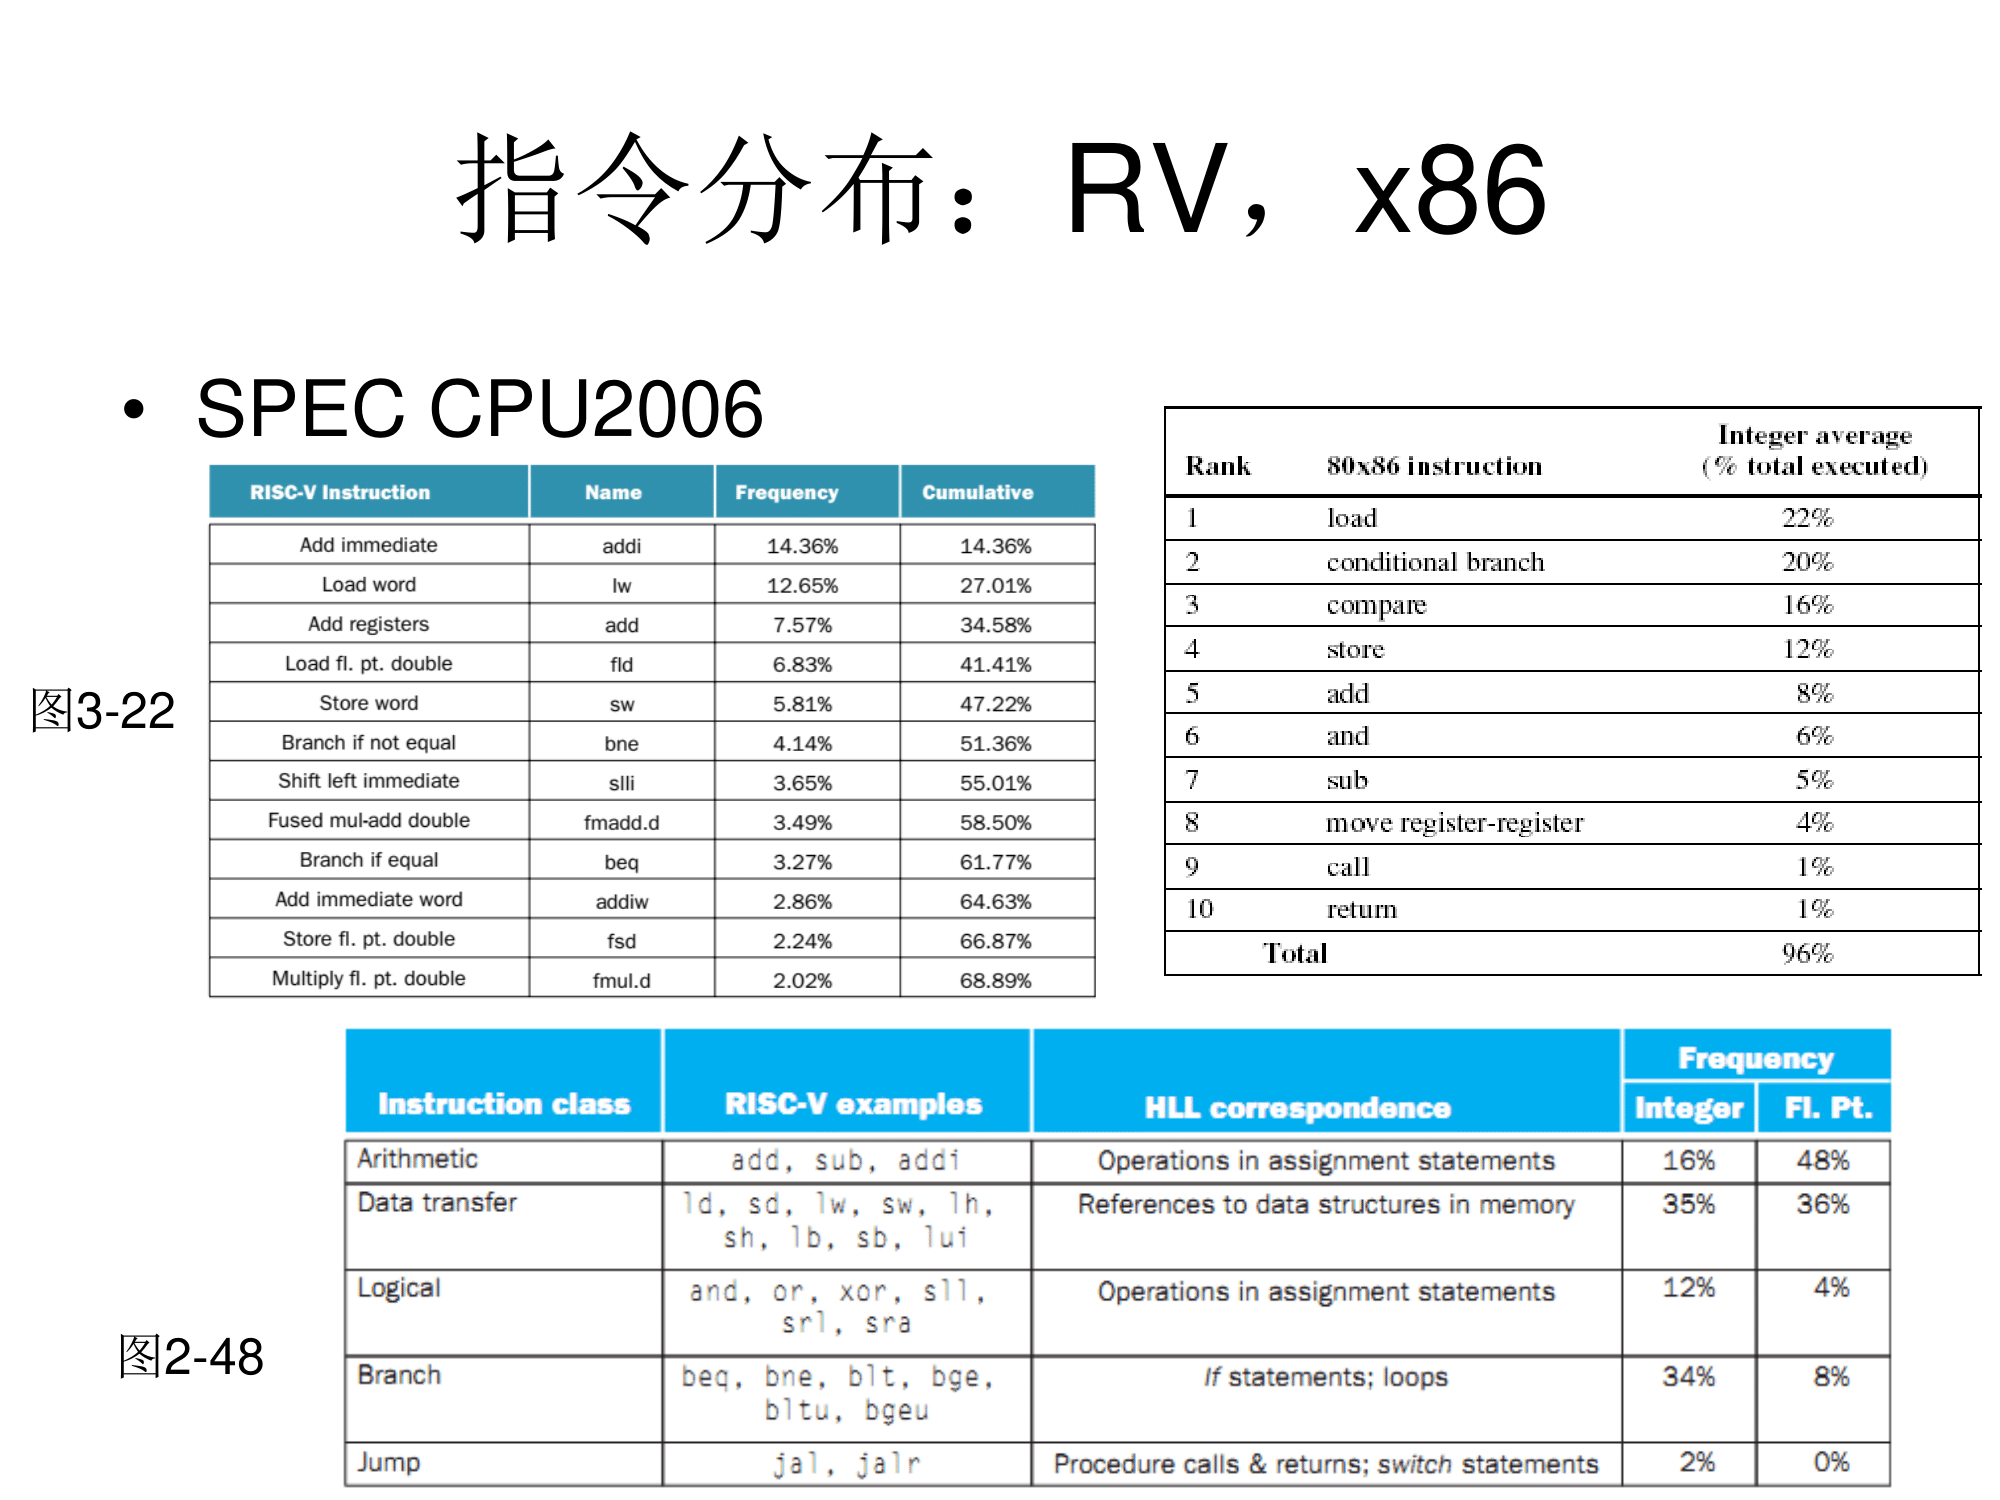 指令分布：RV，x86
• SPEC CPU2006
图3-22
RISC-V Instruction Name Frequency Cumulative
Add immediate addi 14.36% 14.36%
Load word lw 12.65% 27.01%
Add registers add 7.57% 34.58%
Load fl. pt. double fld 6.83% 41.41%
Store word sw 5.81% 47.22%
Branch if not equal bne 4.14% 51.36%
Shift left immediate slli 3.65% 55.01%
Fused mul-add double fmadd.d 3.49% 58.50%
Branch if equal beq 3.27% 61.77%
Add immediate word addiw 2.86% 64.63%
Store fl. pt. double fsd 2.24% 66.87%
Multiply fl. pt. double fmul.d 2.02% 68.89%
Integer average
Rank 80x86 instruction (% total executed)
1 load 22%
2 conditional branch 20%
3 compare 16%
4 store 12%
5 add 8%
6 and 6%
7 sub 5%
8 move register-register 4%
9 call 1%
10 return 1%
Total 96%
图2-48
Frequency
Instruction class RISC-V examples HLL correspondence Integer Fl. Pt.
Arithmetic add, sub, addi Operations in assignment statements 16% 48%
Data transfer ld, sd, lw, sw, lh, References to data structures in memory 35% 36%
sh, lb, sb, lui
Logical and, or, xor, sll, Operations in assignment statements 12% 4%
srl, sra
Branch beq, bne, blt, bge, If statements; loops 34% 8%
bltu, bgeu
Jump jal, jalr Procedure calls & returns; switch statements 2% 0%